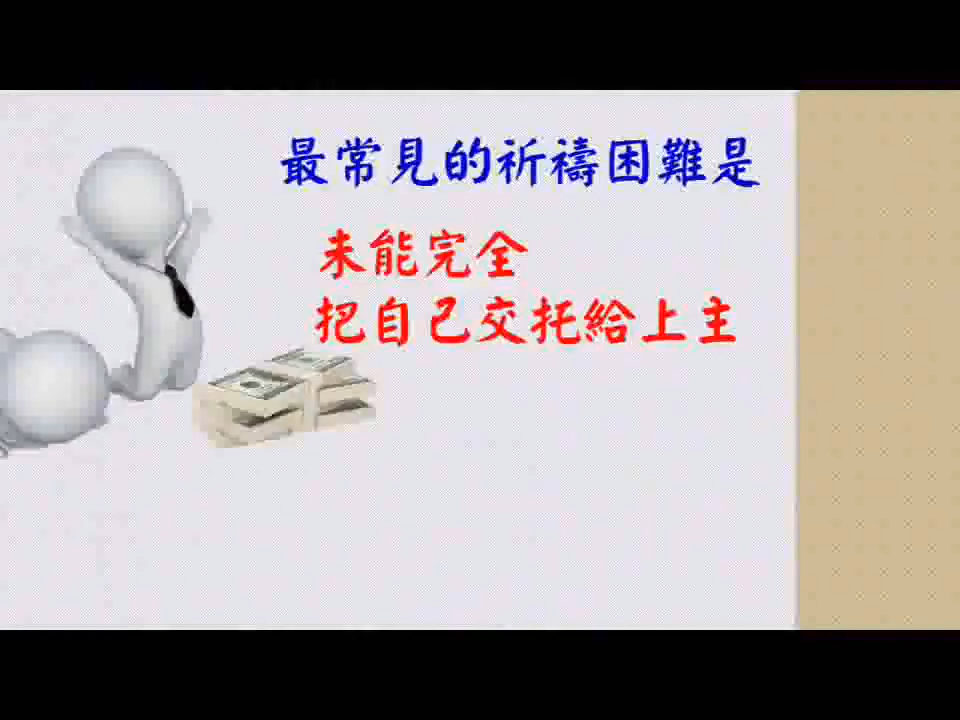 最常見的祈禱困難是
未能完全
把自己交托給上主